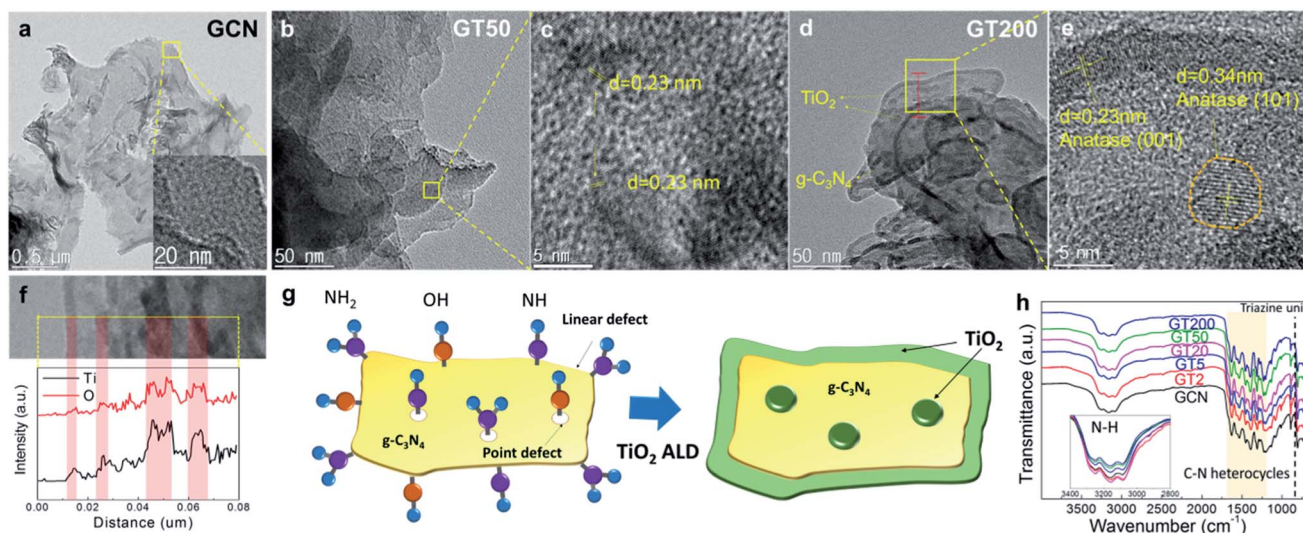 a
GCN
0.5 μm
20 nm
b
GT50
50 nm
c
d=0.23 nm
d=0.23 nm
5 nm
d
GT200
TiO₂
g-C₃N₄
50 nm
e
d=0.34nm
Anatase (101)
d=0.23nm
Anatase (001)
5 nm
f
Ti
O
Intensity (a.u.)
0.00 0.02 0.04 0.06 0.08
Distance (um)
g
NH₂
OH
NH
Linear defect
g-C₃N₄
Point defect
TiO₂ ALD
TiO₂
g-C₃N₄
h
Triazine uni
GT200
GT50
GT20
GT5
GT2
GCN
N-H
3400 3200 3000 2800
C-N heterocycles
Transmittance (a.u.)
3500 3000 2500 2000 1500 1000
Wavenumber (cm⁻¹)